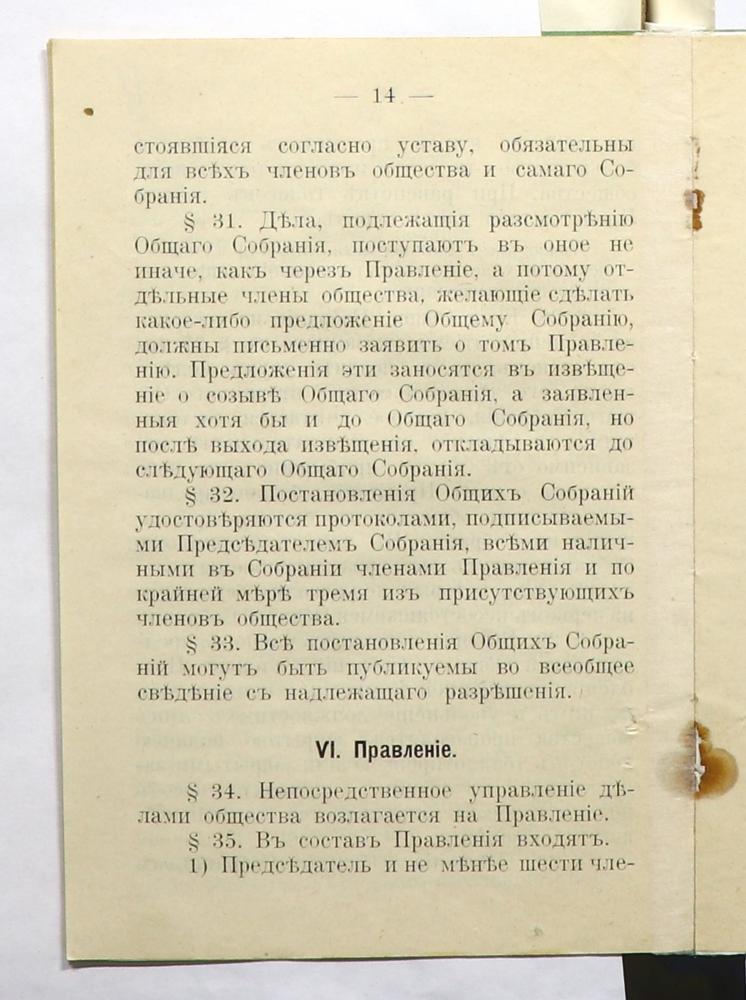 — 14 —
стоявшіяся согласно уставу, обязательны
для всѣхъ членовъ общества и самаго Со-
бранія.
§ 31. Дѣла, подлежащія разсмотрѣнію
Общаго Собранія, поступаютъ въ оное не
иначе, какъ черезъ Правленіе, а потому от-
дѣльные члены общества, желающіе сдѣлать
какое-либо предложеніе Общему Собранію,
должны письменно заявить о томъ Правле-
нію. Предложенія эти заносятся въ извѣще-
ніе о созывѣ Общаго Собранія, а заявлен-
ныя хотя бы и до Общаго Собранія, но
послѣ выхода извѣщенія, откладываются до
слѣдующаго Общаго Собранія.
§ 32. Постановленія Общихъ Собраній
удостовѣряются протоколами, подписываемы-
ми Предсѣдателемъ Собранія, всѣми налич-
ными въ Собраніи членами Правленія и по
крайней мѣрѣ тремя изъ присутствующихъ
членовъ общества.
§ 33. Всѣ постановленія Общихъ Собра-
ній могутъ быть публикуемы во всеобщее
свѣдѣніе съ надлежащаго разрѣшенія.
VI. Правленіе.
§ 34. Непосредственное управленіе дѣ-
лами общества возлагается на Правленіе.
§ 35. Въ составъ Правленія входятъ.
1) Предсѣдатель и не мѣнѣе шести чле-